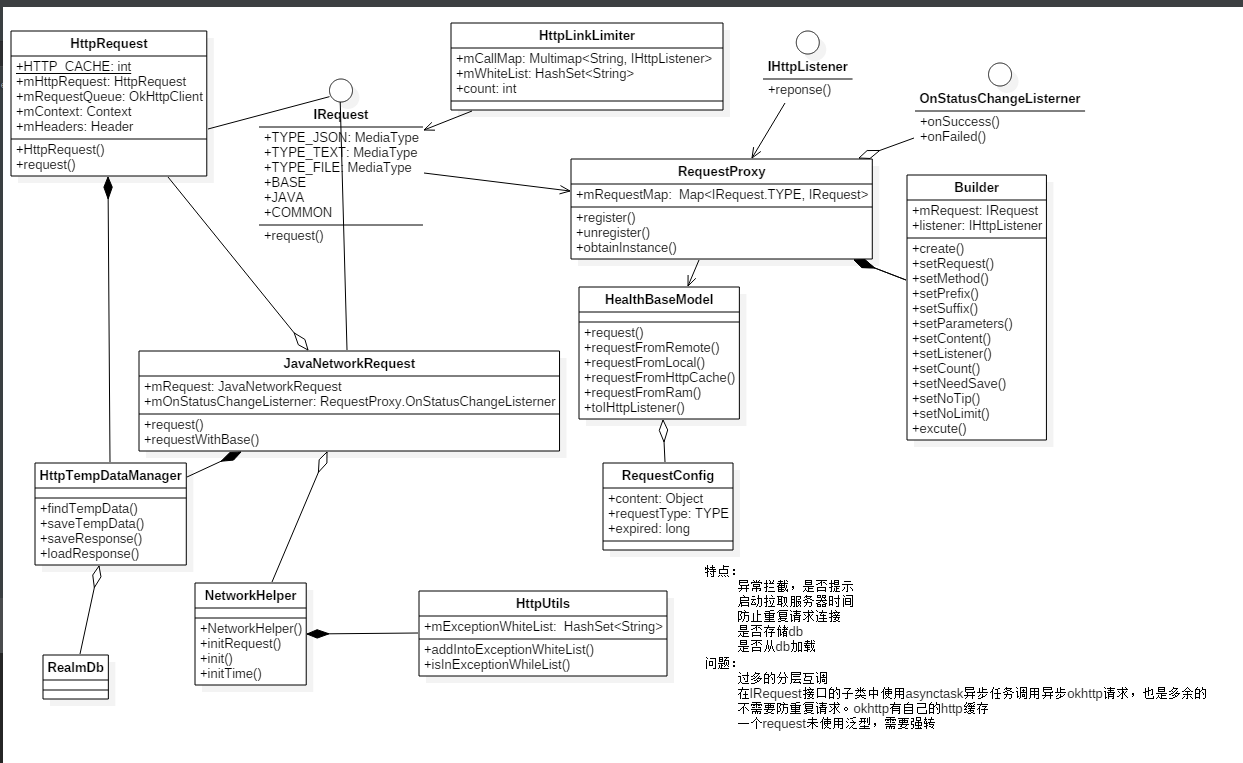 HttpRequest
+HTTP_CACHE: int
+mHttpRequest: HttpRequest
+mRequestQueue: OkHttpClient
+mContext: Context
+mHeaders: Header
+HttpRequest()
+request()
IRequest
+TYPE_JSON: MediaType
+TYPE_TEXT: MediaType
+TYPE_FILE: MediaType
+BASE
+JAVA
+COMMON
+request()
HttpLinkLimiter
+mCallMap: Multimap<String, IHttpListener>
+mWhiteList: HashSet<String>
+count: int
IHttpListener
+reponse()
OnStatusChangeListerner
+onSuccess()
+onFailed()
RequestProxy
+mRequestMap: Map<IRequest.TYPE, IRequest>
+register()
+unregister()
+obtainInstance()
Builder
+mRequest: IRequest
+listener: IHttpListener
+create()
+setRequest()
+setMethod()
+setPrefix()
+setSuffix()
+setParameters()
+setContent()
+setListener()
+setCount()
+setNeedSave()
+setNoTip()
+setNoLimit()
+excute()
HealthBaseModel
+request()
+requestFromRemote()
+requestFromLocal()
+requestFromHttpCache()
+requestFromRam()
+toIHttpListener()
JavaNetworkRequest
+mRequest: JavaNetworkRequest
+mOnStatusChangeListerner: RequestProxy.OnStatusChangeListerner
+request()
+requestWithBase()
HttpTempDataManager
+findTempData()
+saveTempData()
+saveResponse()
+loadResponse()
RequestConfig
+content: Object
+requestType: TYPE
+expired: long
NetworkHelper
+NetworkHelper()
+initRequest()
+init()
+initTime()
HttpUtils
+mExceptionWhiteList: HashSet<String>
+addIntoExceptionWhiteList()
+isInExceptionWhileList()
RealmDb
特点：
异常拦截，是否提示
启动拉取服务器时间
防止重复请求连接
是否存储db
是否从db加载
问题：
过多的分层互调
在IRequest接口的子类中使用asynctask异步任务调用异步okhttp请求，也是多余的
不需要防重复请求。okhttp有自己的http缓存
一个request未使用泛型，需要强转